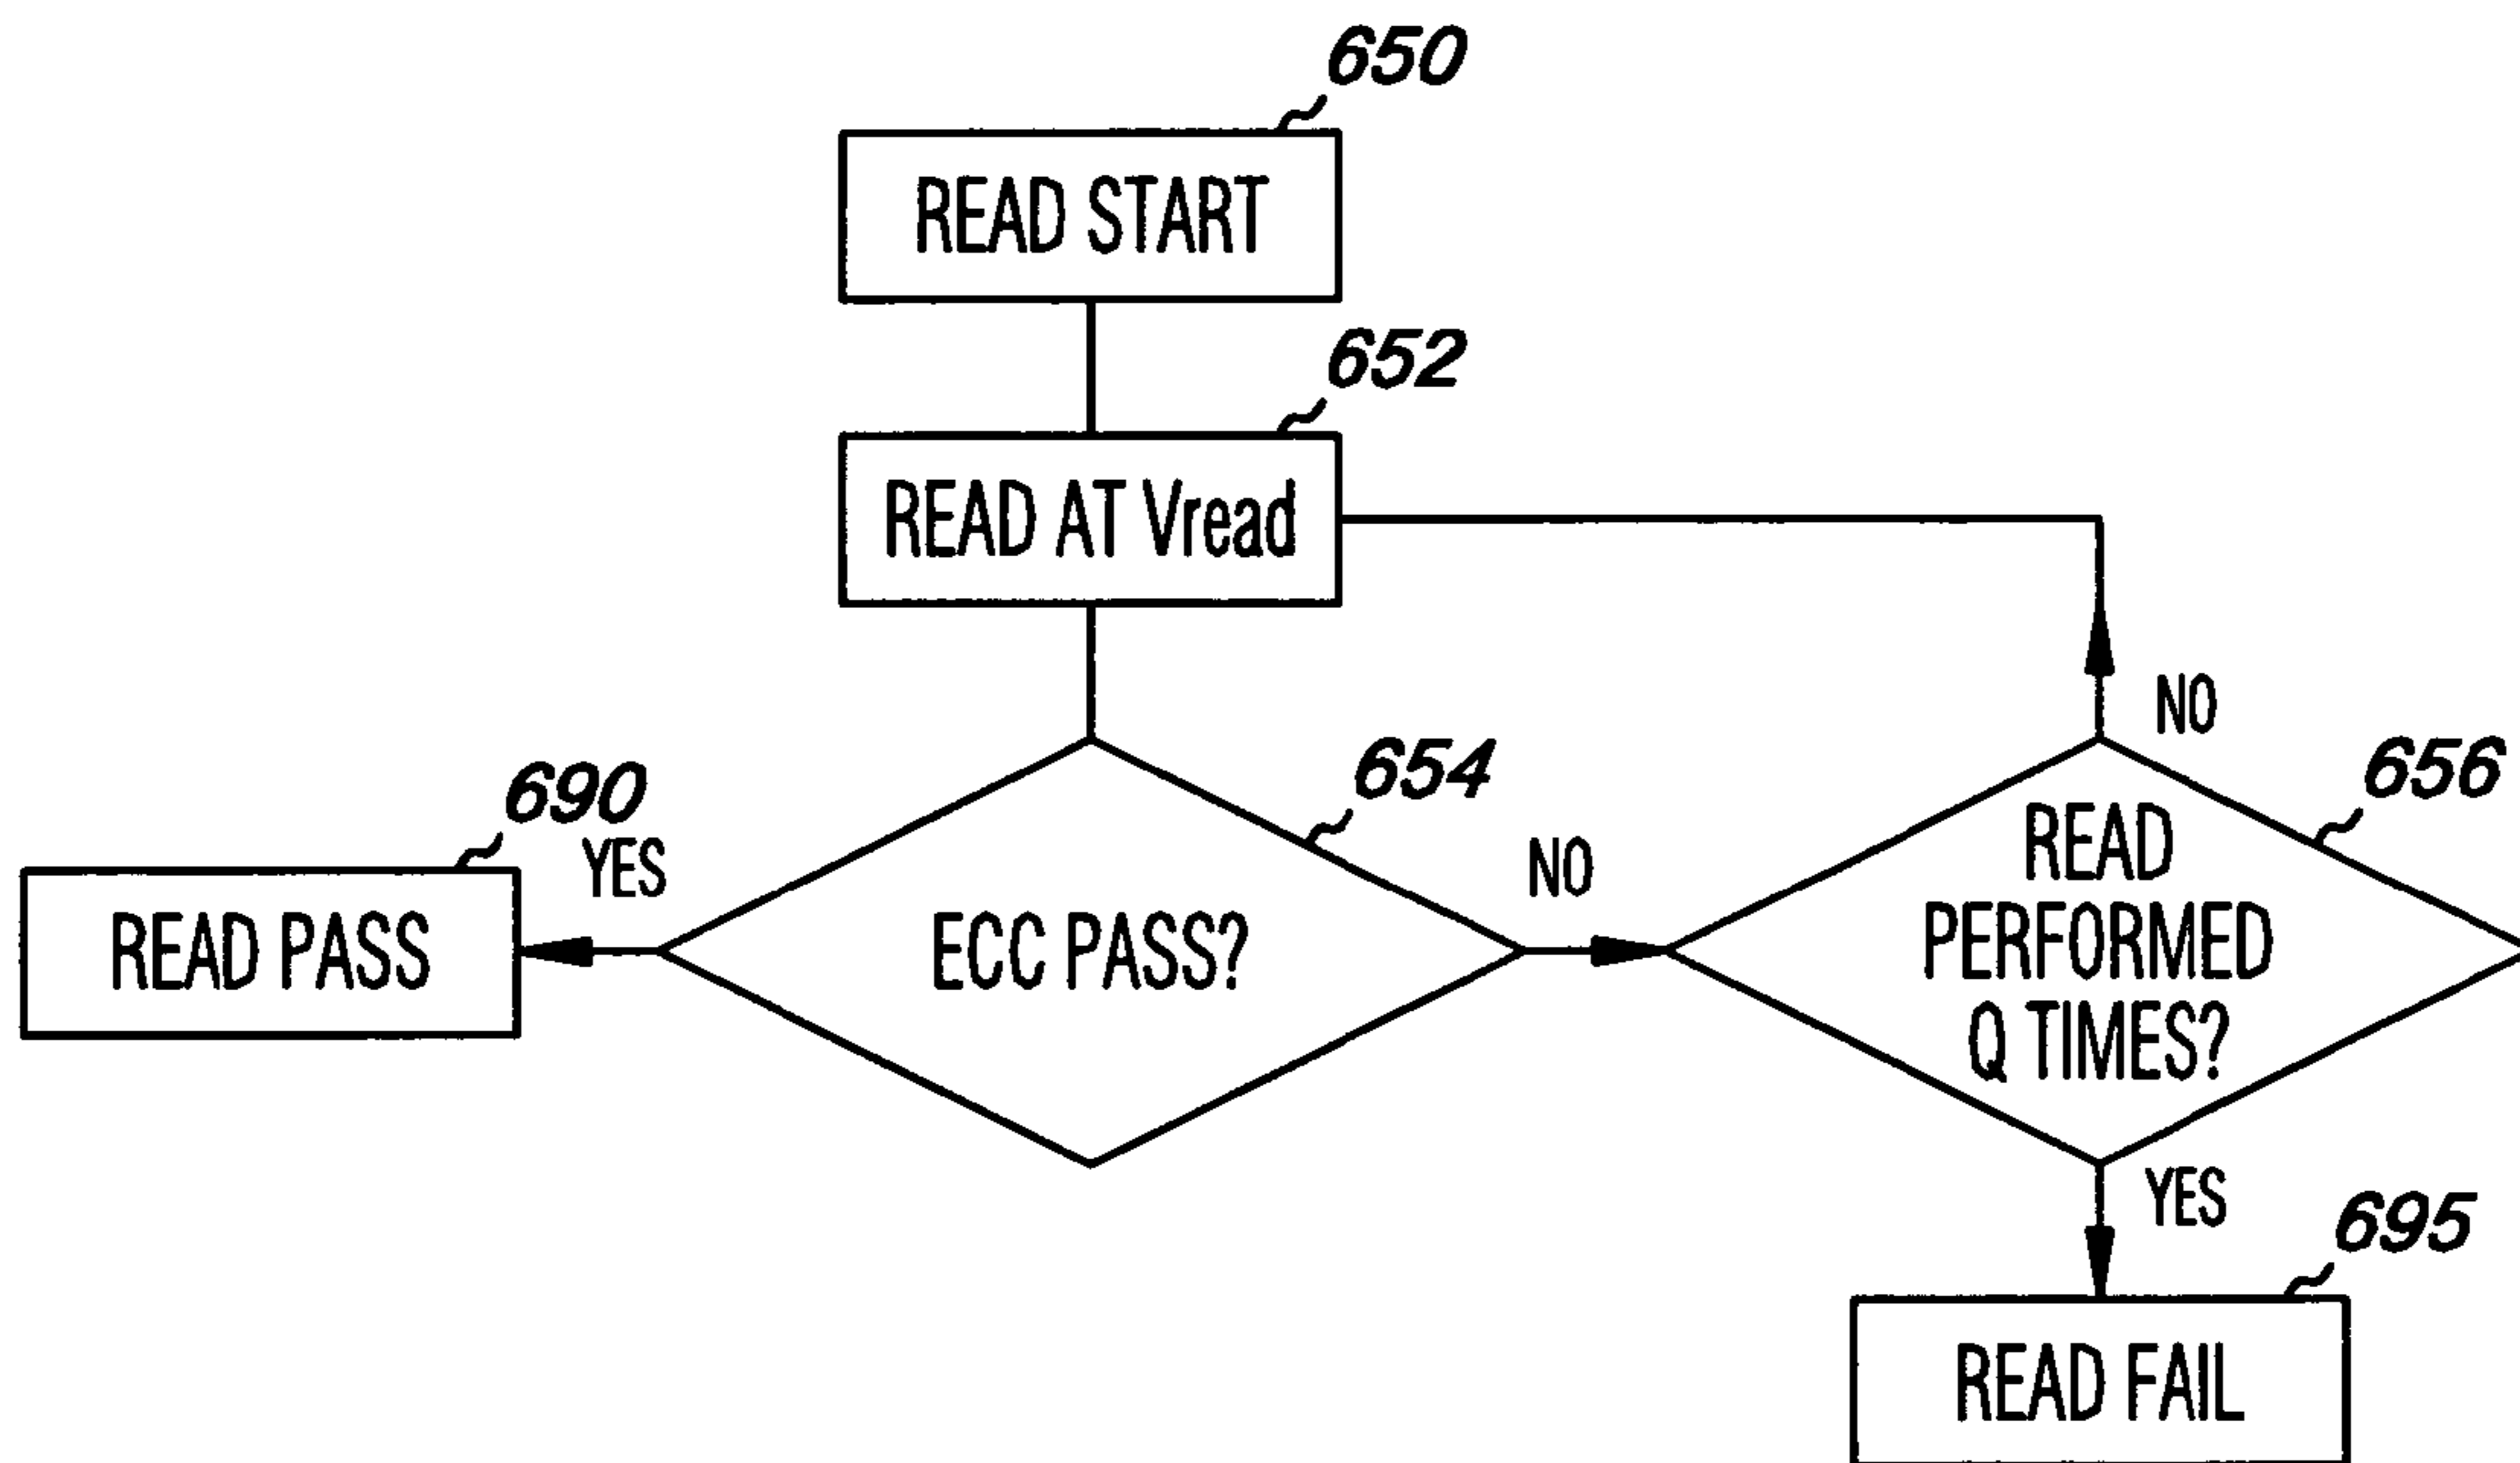 650
READ START
652
READ AT Vread
NO
690
654
656
YES
NO
READ
PERFORMED
Q TIMES?
READ PASS
ECC PASS?
YES
695
READ FAIL